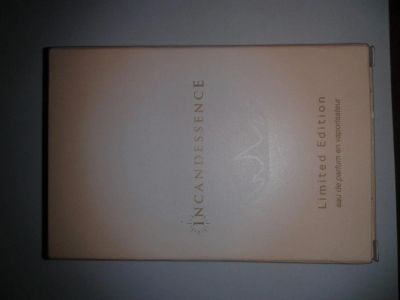 INCANDESSENCE
Limited Edition
eau de parfum en vaporisateur